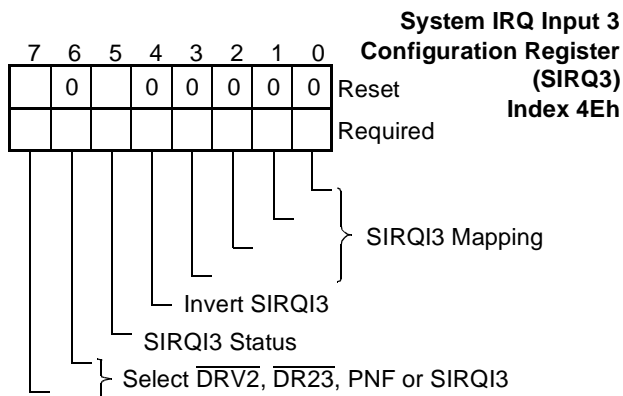 System IRQ Input 3
Configuration Register
(SIRQ3)
Index 4Eh
7 6 5 4 3 2 1 0
0 0 0 0 0 0 Reset
Required
SIRQI3 Mapping
Invert SIRQI3
SIRQI3 Status
Select DRV2, DR23, PNF or SIRQI3